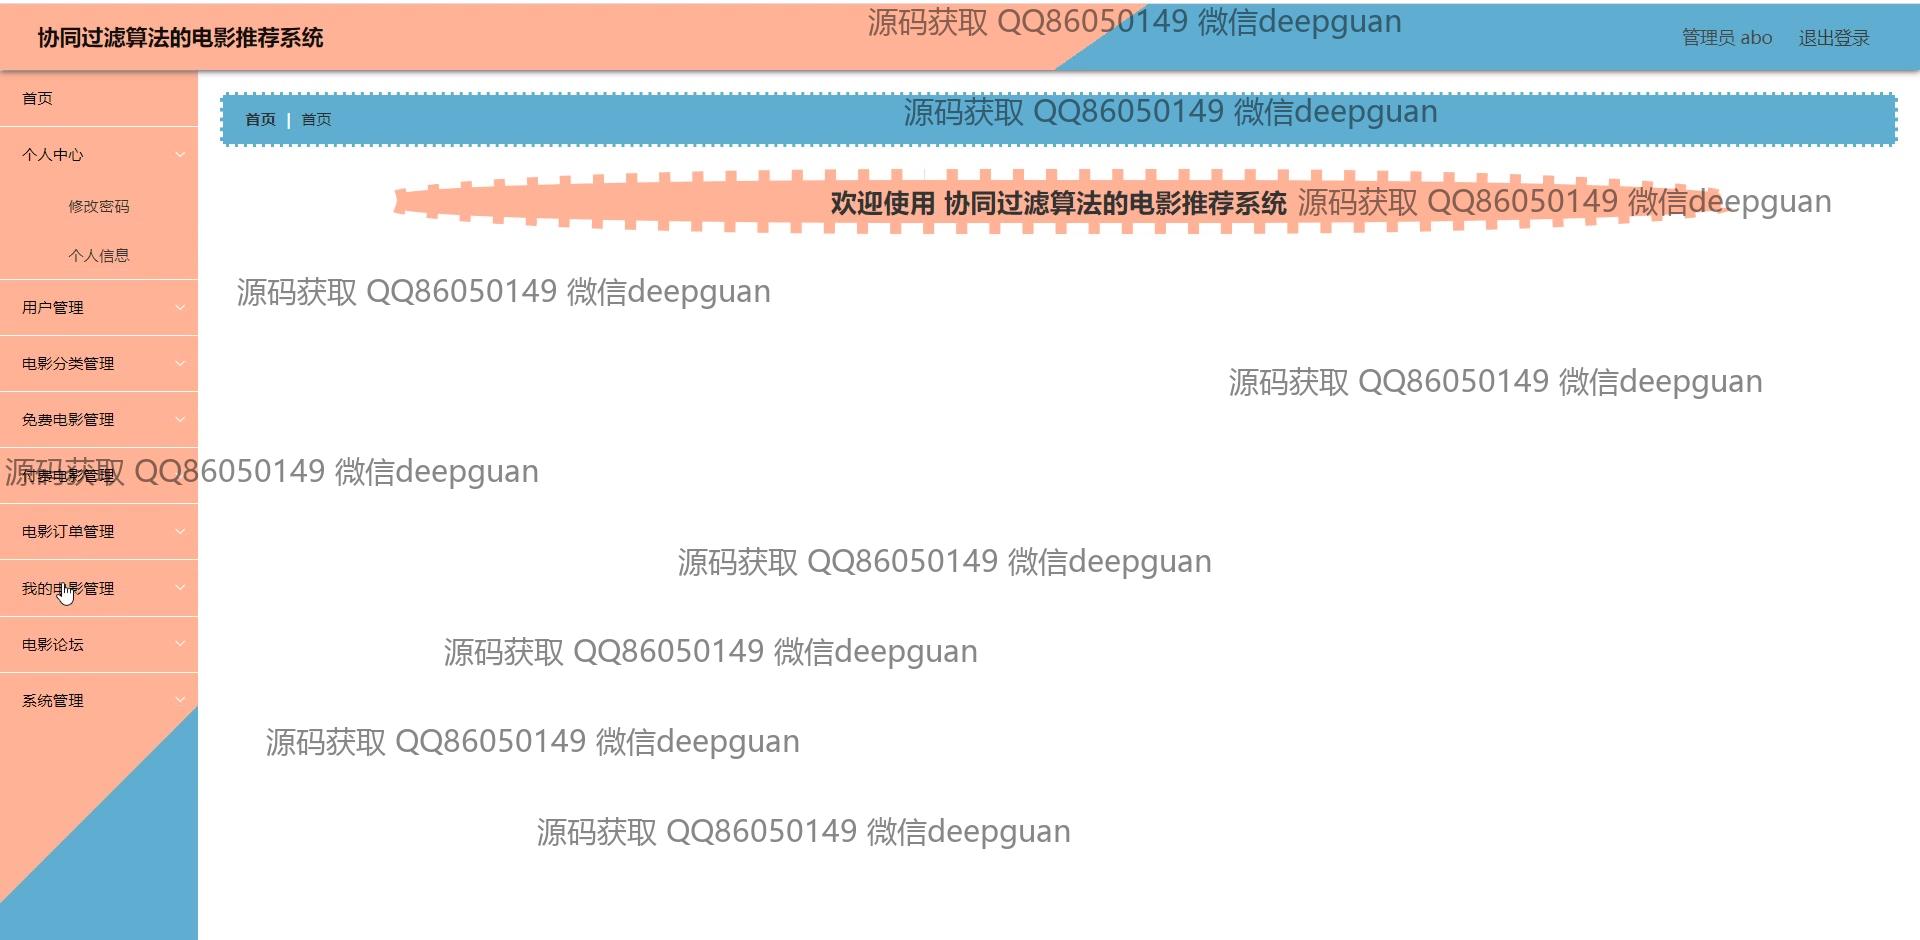 源码获取 QQ86050149 微信deepguan
协同过滤算法的电影推荐系统
管理员 abo 退出登录
首页
源码获取 QQ86050149 微信deepguan
首页 | 首页
个人中心
修改密码
个人信息
欢迎使用 协同过滤算法的电影推荐系统
源码获取 QQ86050149 微信deepguan
源码获取 QQ86050149 微信deepguan
用户管理
电影分类管理
源码获取 QQ86050149 微信deepguan
免费电影管理
付费电影管理
源码获取 QQ86050149 微信deepguan
电影订单管理
源码获取 QQ86050149 微信deepguan
我的电影管理
电影论坛
源码获取 QQ86050149 微信deepguan
系统管理
源码获取 QQ86050149 微信deepguan
源码获取 QQ86050149 微信deepguan